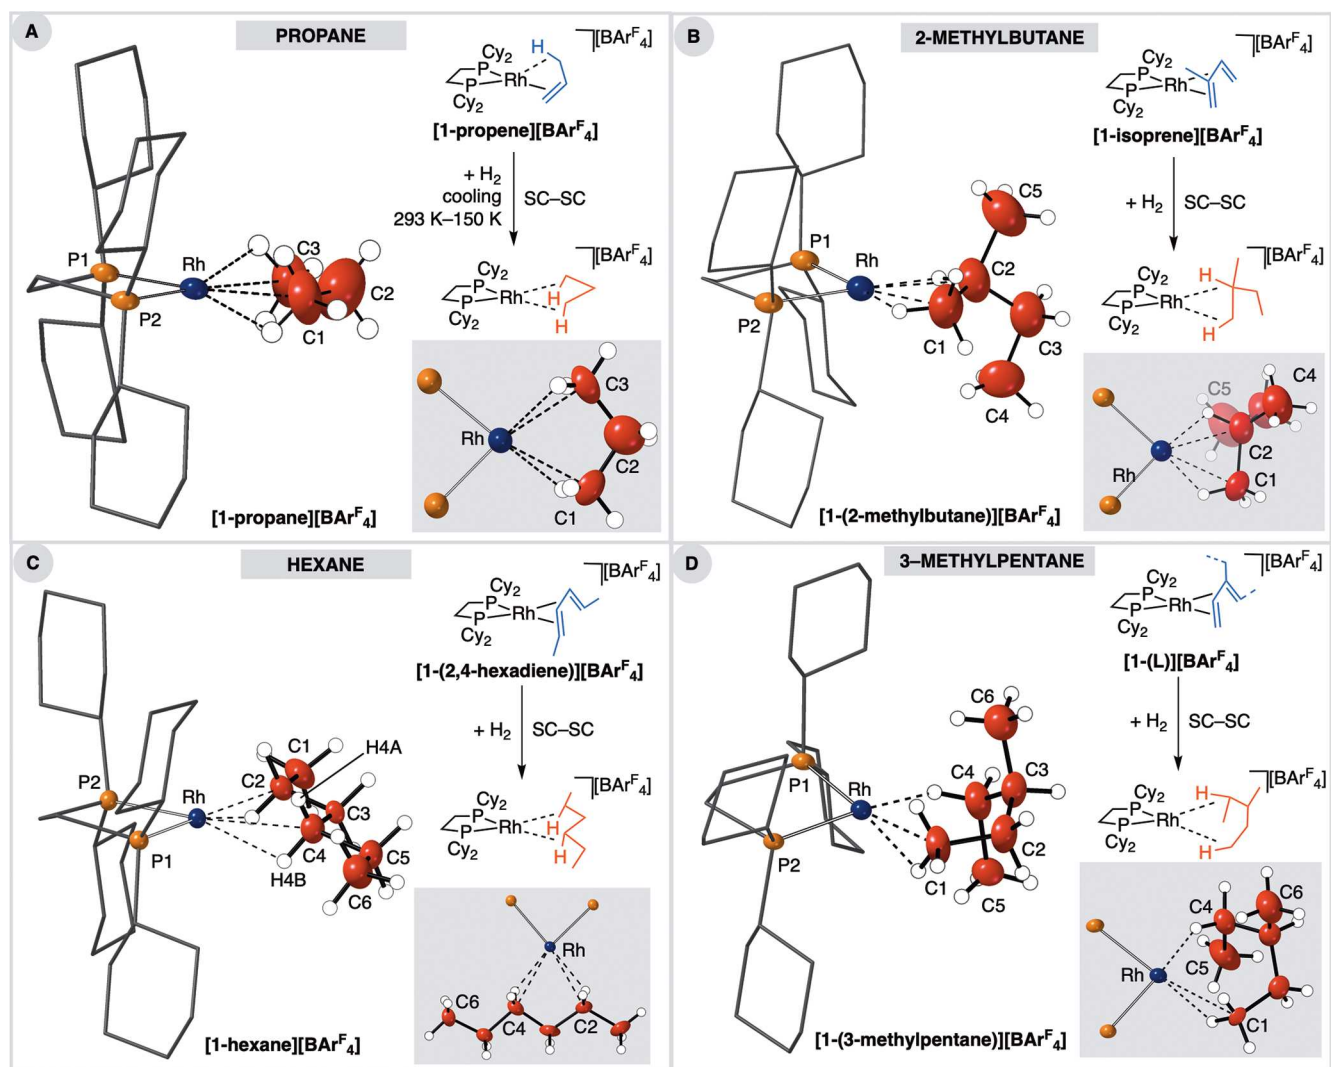 A
PROPANE
][BArF4]
Cy2
P
P
Rh
Cy2
H
[1-propene][BArF4]
+ H2
cooling
293 K–150 K
SC–SC
][BArF4]
Cy2
P
P
Rh
Cy2
H
H
P1
Rh
P2
C3
C2
C1
Rh
C3
C2
C1
[1-propane][BArF4]
B
2-METHYLBUTANE
][BArF4]
Cy2
P
P
Rh
Cy2
[1-isoprene][BArF4]
+ H2
SC–SC
][BArF4]
Cy2
P
P
Rh
Cy2
H
H
P1
Rh
P2
C5
C2
C1
C3
C4
C5
C4
C2
Rh
C1
[1-(2-methylbutane)][BArF4]
C
HEXANE
][BArF4]
Cy2
P
P
Rh
Cy2
[1-(2,4-hexadiene)][BArF4]
+ H2
SC–SC
][BArF4]
Cy2
P
P
Rh
Cy2
H
H
P2
Rh
P1
C1
H4A
C2
C3
C4
C5
H4B
C6
Rh
C6
C4
C2
[1-hexane][BArF4]
D
3–METHYLPENTANE
][BArF4]
Cy2
P
P
Rh
Cy2
[1-(L)][BArF4]
+ H2
SC–SC
][BArF4]
Cy2
P
P
Rh
Cy2
H
H
P1
Rh
P2
C6
C4
C3
C2
C1
C5
C6
C4
C5
Rh
C1
[1-(3-methylpentane)][BArF4]